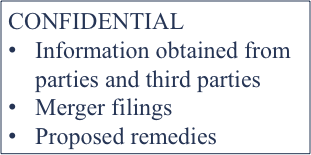 CONFIDENTIAL
• Information obtained from
parties and third parties
• Merger filings
• Proposed remedies